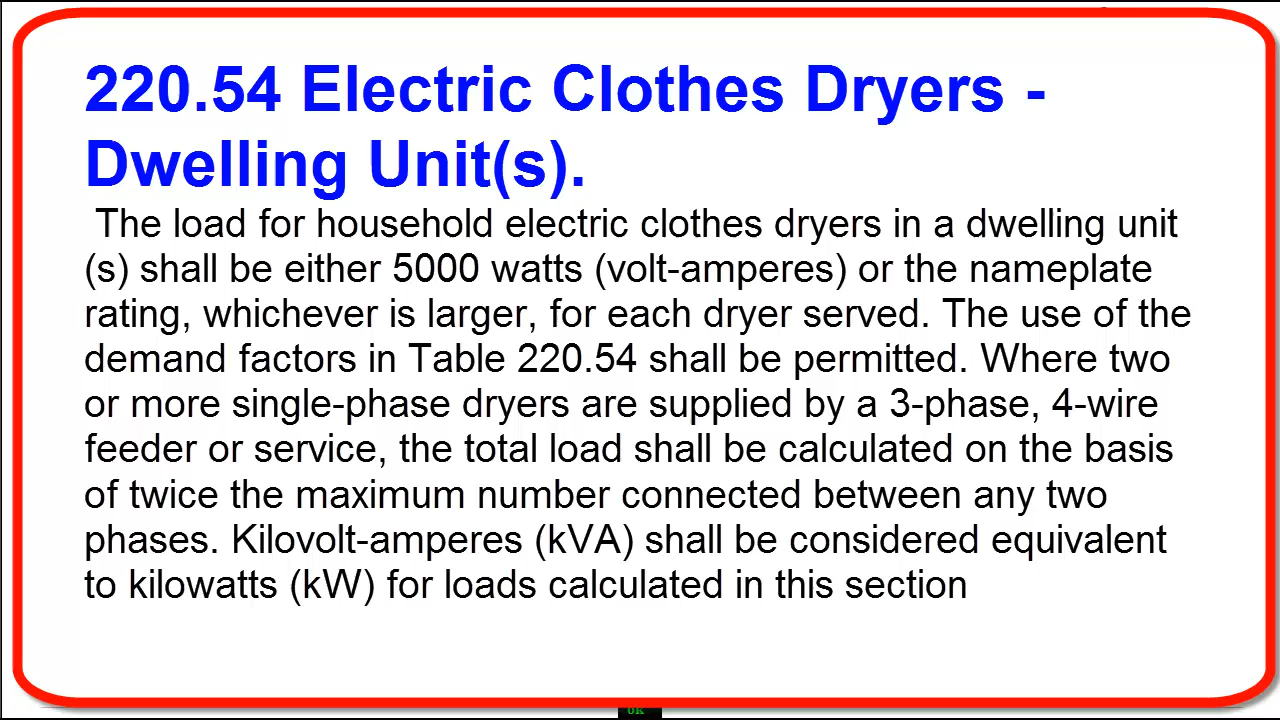 220.54 Electric Clothes Dryers -
Dwelling Unit(s).
The load for household electric clothes dryers in a dwelling unit
(s) shall be either 5000 watts (volt-amperes) or the nameplate
rating, whichever is larger, for each dryer served. The use of the
demand factors in Table 220.54 shall be permitted. Where two
or more single-phase dryers are supplied by a 3-phase, 4-wire
feeder or service, the total load shall be calculated on the basis
of twice the maximum number connected between any two
phases. Kilovolt-amperes (kVA) shall be considered equivalent
to kilowatts (kW) for loads calculated in this section